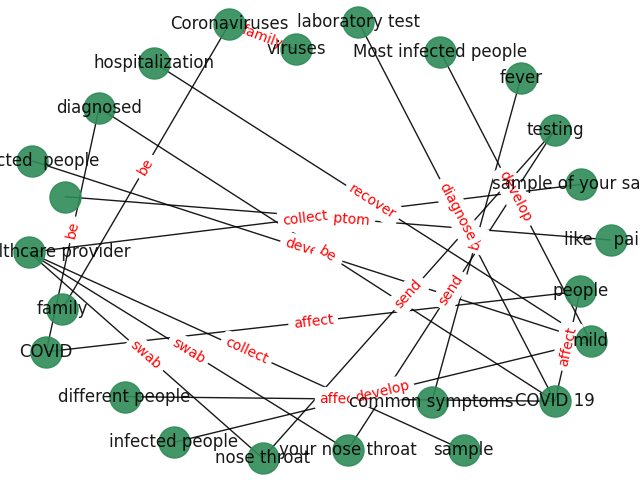 Coronaviruses
laboratory test
family
viruses
Most infected people
hospitalization
fever
diagnosed
testing
cted people
be
sample of your sa
recover
develop
diagnose
collect
ptom
be
like pai
lthcare provider
be
people
send
send
family
affect
mild
COVID
swab
swab
collect
affect
develop
different people
common symptoms
COVID 19
infected people
nose throat
your nose throat
sample